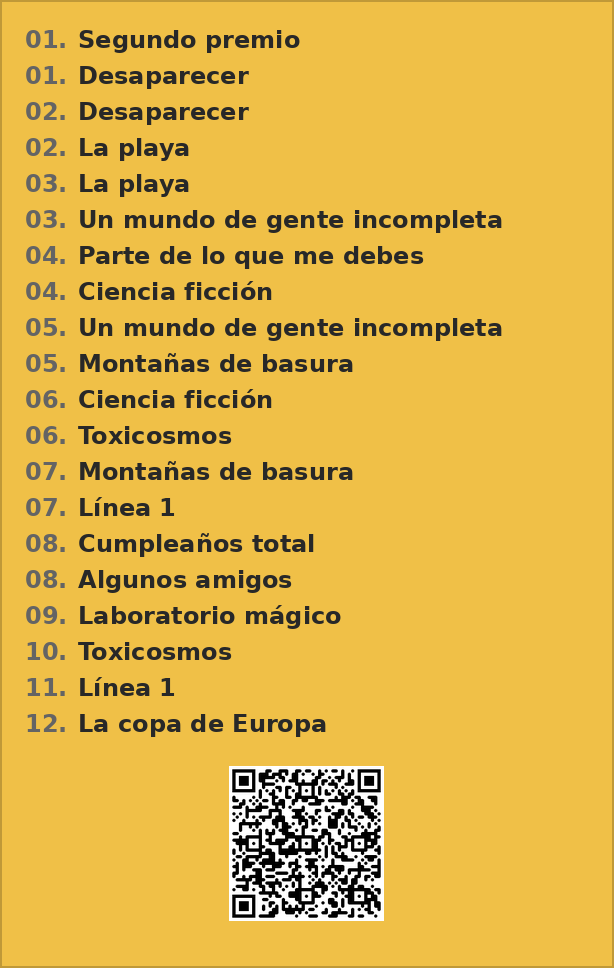 01. Segundo premio
01. Desaparecer
02. Desaparecer
02. La playa
03. La playa
03. Un mundo de gente incompleta
04. Parte de lo que me debes
04. Ciencia ficción
05. Un mundo de gente incompleta
05. Montañas de basura
06. Ciencia ficción
06. Toxicosmos
07. Montañas de basura
07. Línea 1
08. Cumpleaños total
08. Algunos amigos
09. Laboratorio mágico
10. Toxicosmos
11. Línea 1
12. La copa de Europa